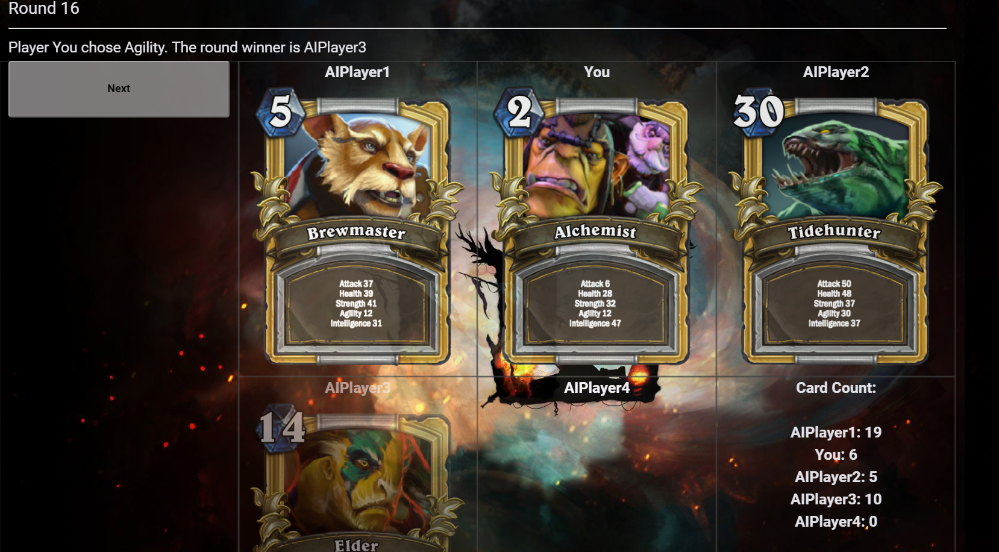 Round 16
Player You chose Agility. The round winner is AIPlayer3
Next
AIPlayer1
5
Brewmaster
Attack 37
Health 39
Strength 41
Agility 12
Intelligence 31
You
2
Alchemist
Attack 6
Health 28
Strength 32
Agility 12
Intelligence 47
AIPlayer2
30
Tidehunter
Attack 50
Health 48
Strength 37
Agility 30
Intelligence 37
AIPlayer3
14
Elder
AIPlayer4
Card Count:
AIPlayer1: 19
You: 6
AIPlayer2: 5
AIPlayer3: 10
AIPlayer4: 0